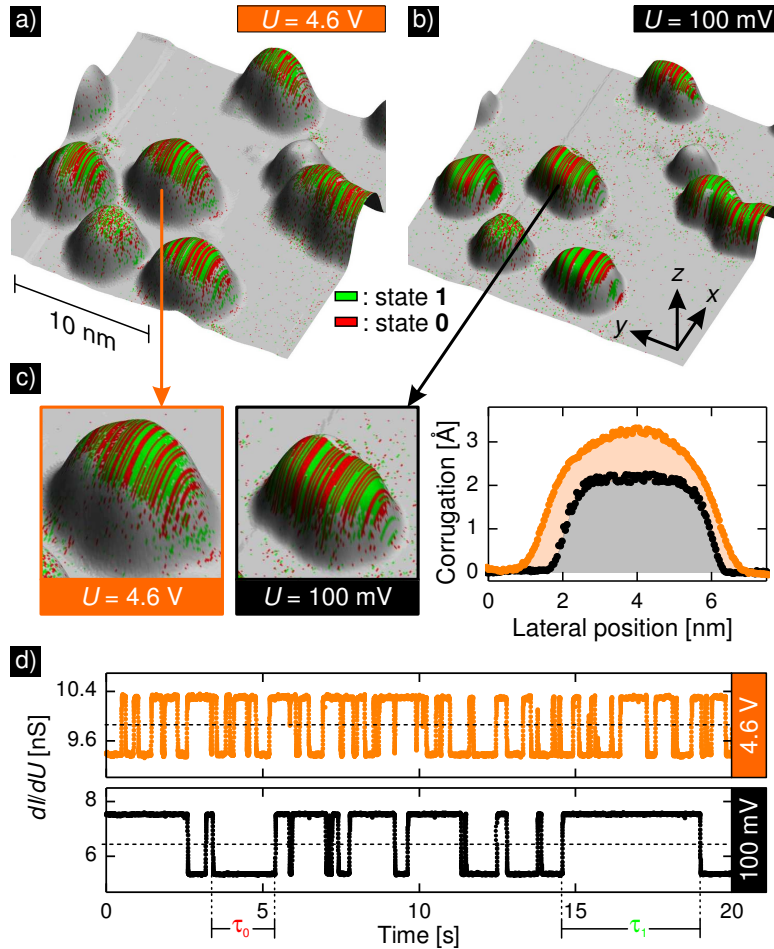 a)
U = 4.6 V
b)
U = 100 mV
10 nm
: state 1
: state 0
z
x
y
c)
U = 4.6 V
U = 100 mV
Corrugation [Å]
3
2
1
0
0 2 4 6
Lateral position [nm]
d)
dI/dU [nS]
10.4
9.6
4.6 V
8
6
100 mV
0 5 10 15 20
Time [s]
τ0
τ1